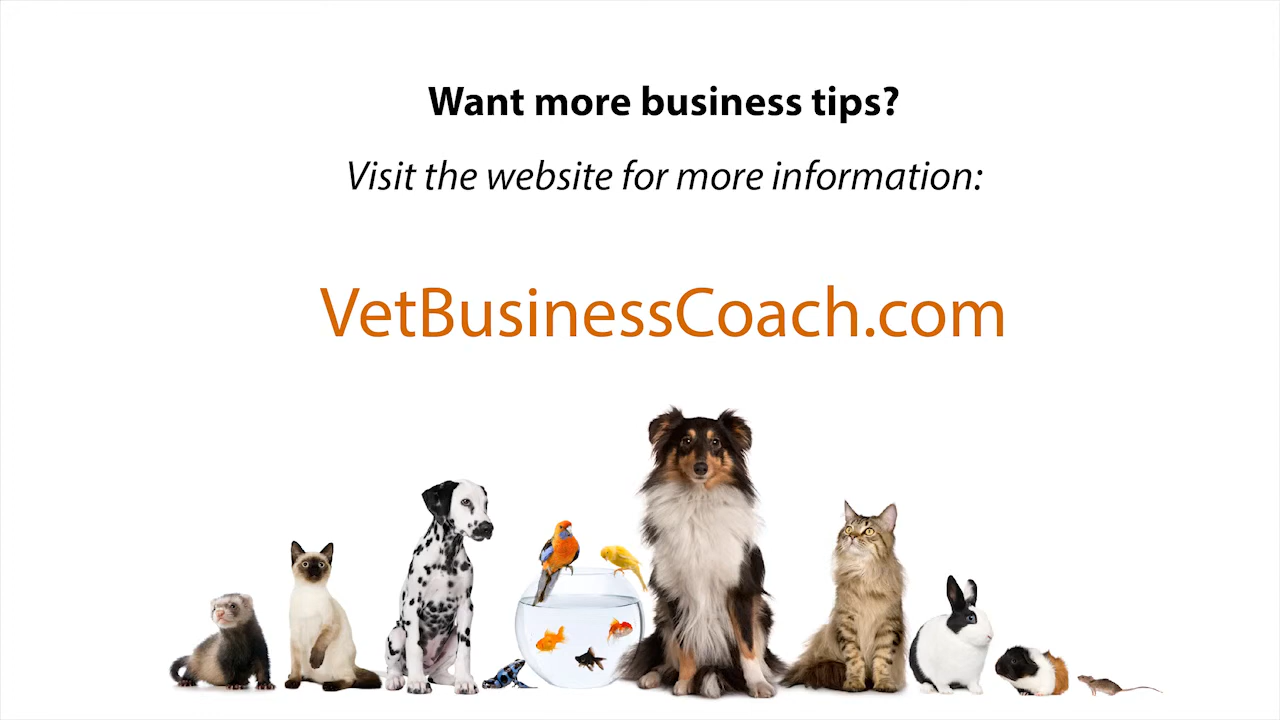 Want more business tips?
Visit the website for more information:
VetBusinessCoach.com